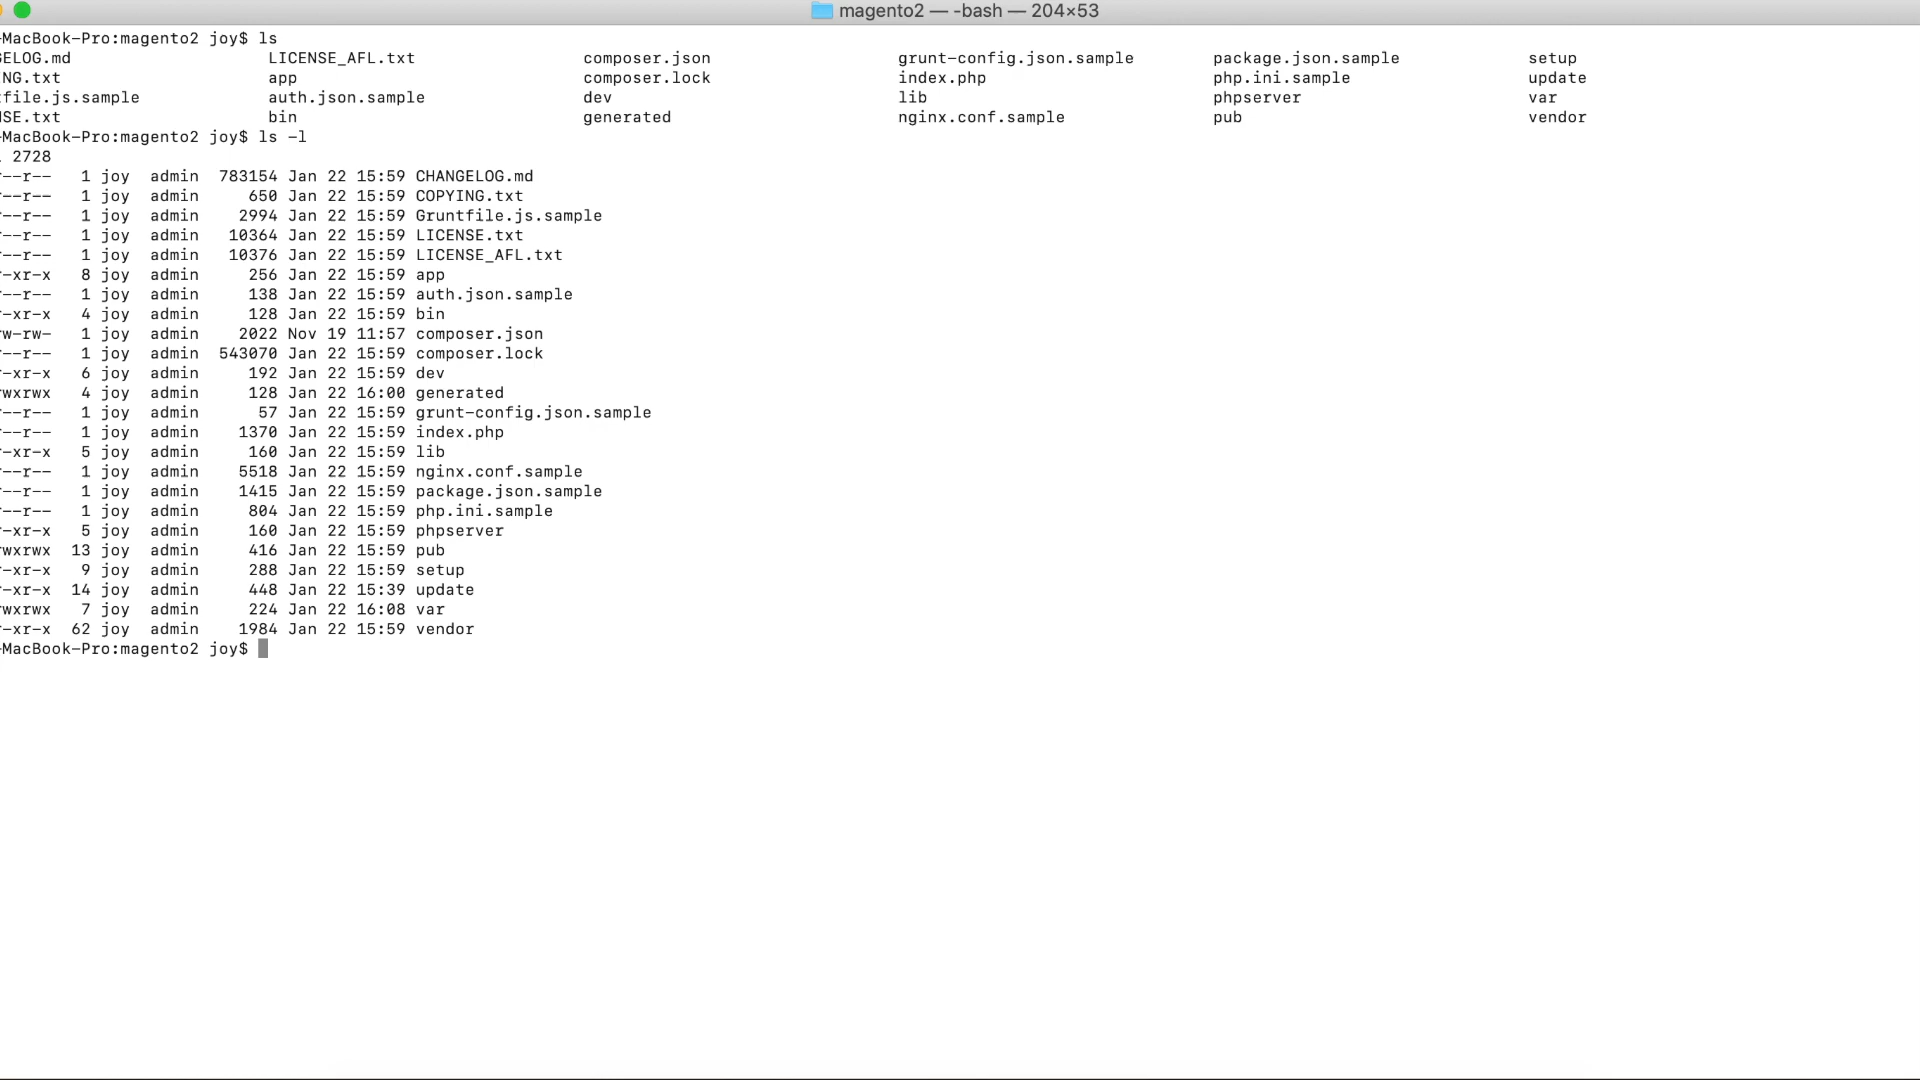 magento2 — -bash — 204×53
-MacBook-Pro:magento2 joy$ ls
GELOG.md LICENSE_AFL.txt composer.json grunt-config.json.sample package.json.sample setup
NG.txt app composer.lock index.php php.ini.sample update
tfile.js.sample auth.json.sample dev lib phpserver var
NSE.txt bin generated nginx.conf.sample pub vendor
-MacBook-Pro:magento2 joy$ ls -l
2728
r--r-- 1 joy admin 783154 Jan 22 15:59 CHANGELOG.md
r--r-- 1 joy admin 650 Jan 22 15:59 COPYING.txt
r--r-- 1 joy admin 2994 Jan 22 15:59 Gruntfile.js.sample
r--r-- 1 joy admin 10364 Jan 22 15:59 LICENSE.txt
r--r-- 1 joy admin 10376 Jan 22 15:59 LICENSE_AFL.txt
r-xr-x 8 joy admin 256 Jan 22 15:59 app
r--r-- 1 joy admin 138 Jan 22 15:59 auth.json.sample
r-xr-x 4 joy admin 128 Jan 22 15:59 bin
rw-rw- 1 joy admin 2022 Nov 19 11:57 composer.json
r--r-- 1 joy admin 543070 Jan 22 15:59 composer.lock
r-xr-x 6 joy admin 192 Jan 22 15:59 dev
rwxrwx 4 joy admin 128 Jan 22 16:00 generated
r--r-- 1 joy admin 57 Jan 22 15:59 grunt-config.json.sample
r--r-- 1 joy admin 1370 Jan 22 15:59 index.php
r-xr-x 5 joy admin 160 Jan 22 15:59 lib
r--r-- 1 joy admin 5518 Jan 22 15:59 nginx.conf.sample
r--r-- 1 joy admin 1415 Jan 22 15:59 package.json.sample
r--r-- 1 joy admin 804 Jan 22 15:59 php.ini.sample
r-xr-x 5 joy admin 160 Jan 22 15:59 phpserver
rwxrwx 13 joy admin 416 Jan 22 15:59 pub
r-xr-x 9 joy admin 288 Jan 22 15:59 setup
r-xr-x 14 joy admin 448 Jan 22 15:39 update
rwxrwx 7 joy admin 224 Jan 22 16:08 var
r-xr-x 62 joy admin 1984 Jan 22 15:59 vendor
-MacBook-Pro:magento2 joy$